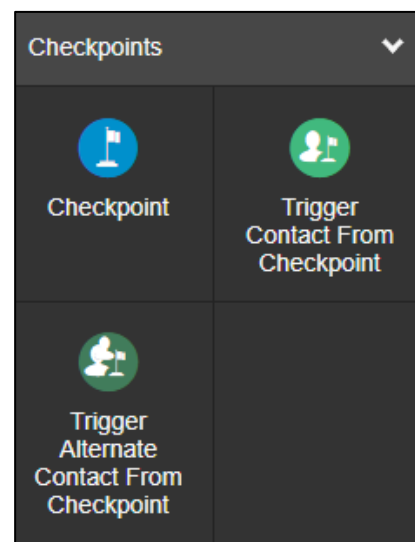 Checkpoints
Checkpoint
Trigger
Contact From
Checkpoint
Trigger
Alternate
Contact From
Checkpoint